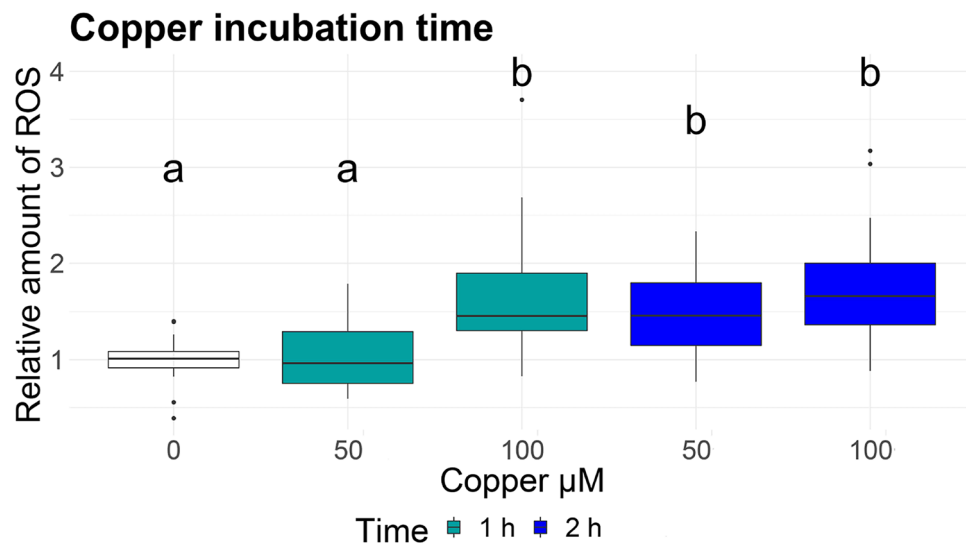 Copper incubation time
Relative amount of ROS
4
3
2
1
a
a
b
b
b
0
50
100
50
100
Copper µM
Time 1 h 2 h